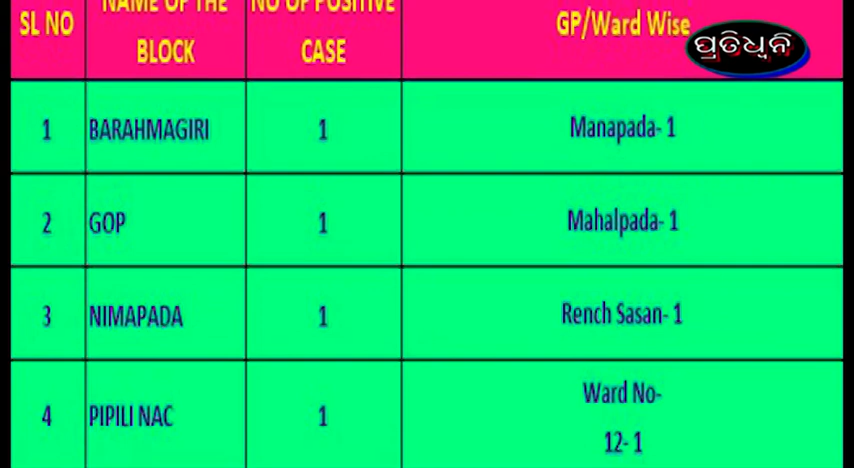 SL NO
NAME OF THE
BLOCK
NO OF POSITIVE
CASE
GP/Ward Wise
ପ୍ରତିଧ୍ୱନି
1 BARAHMAGIRI 1 Manapada- 1
2 GOP 1 Mahalpada- 1
3 NIMAPADA 1 Rench Sasan- 1
4 PIPILI NAC 1 Ward No-
12- 1